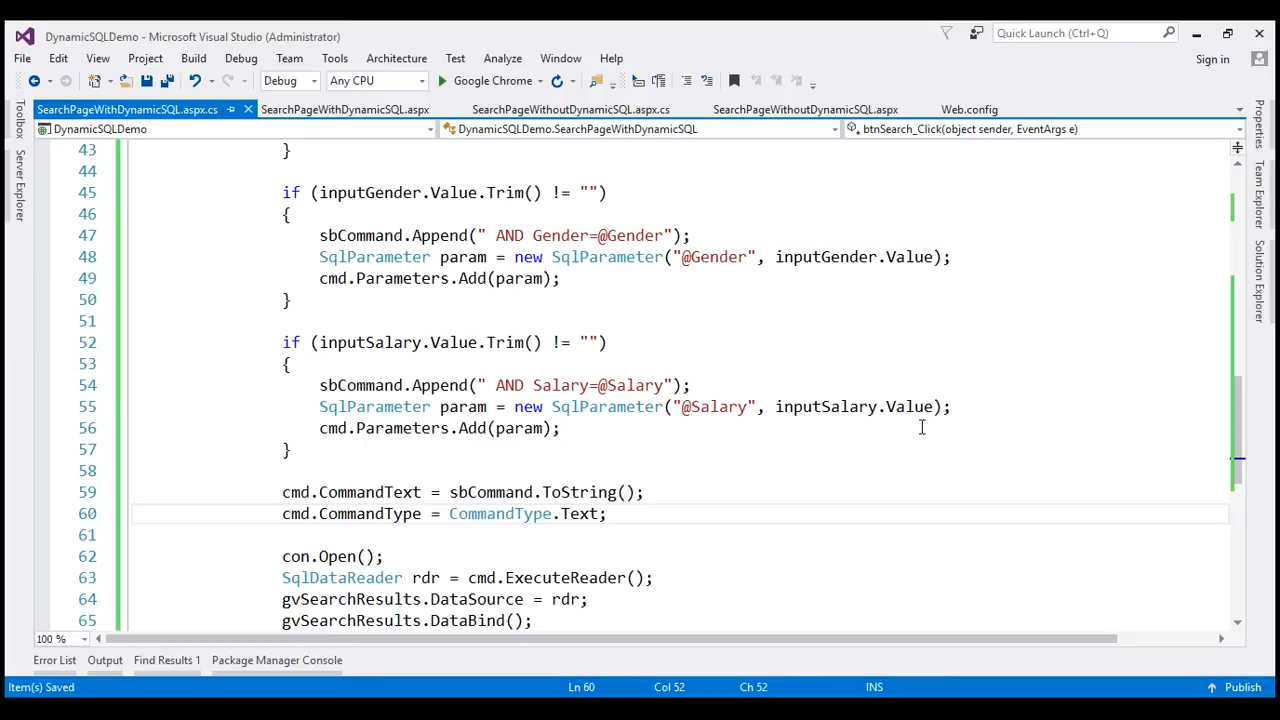 DynamicSQLDemo - Microsoft Visual Studio (Administrator)
Quick Launch (Ctrl+Q)
File Edit View Project Build Debug Team Tools Architecture Test Analyze Window Help
Sign in
Debug Any CPU Google Chrome
SearchPageWithDynamicSQL.aspx.cs SearchPageWithDynamicSQL.aspx SearchPageWithoutDynamicSQL.aspx.cs SearchPageWithoutDynamicSQL.aspx Web.config
DynamicSQLDemo DynamicSQLDemo.SearchPageWithDynamicSQL btnSearch_Click(object sender, EventArgs e)
Toolbox
Server Explorer
Properties
Team Explorer
Solution Explorer
43 }
44
45 if (inputGender.Value.Trim() != "")
46 {
47 sbCommand.Append(" AND Gender=@Gender");
48 SqlParameter param = new SqlParameter("@Gender", inputGender.Value);
49 cmd.Parameters.Add(param);
50 }
51
52 if (inputSalary.Value.Trim() != "")
53 {
54 sbCommand.Append(" AND Salary=@Salary");
55 SqlParameter param = new SqlParameter("@Salary", inputSalary.Value);
56 cmd.Parameters.Add(param);
57 }
58
59 cmd.CommandText = sbCommand.ToString();
60 cmd.CommandType = CommandType.Text;
61
62 con.Open();
63 SqlDataReader rdr = cmd.ExecuteReader();
64 gvSearchResults.DataSource = rdr;
65 gvSearchResults.DataBind();
100 %
Error List Output Find Results 1 Package Manager Console
Item(s) Saved Ln 60 Col 52 Ch 52 INS Publish